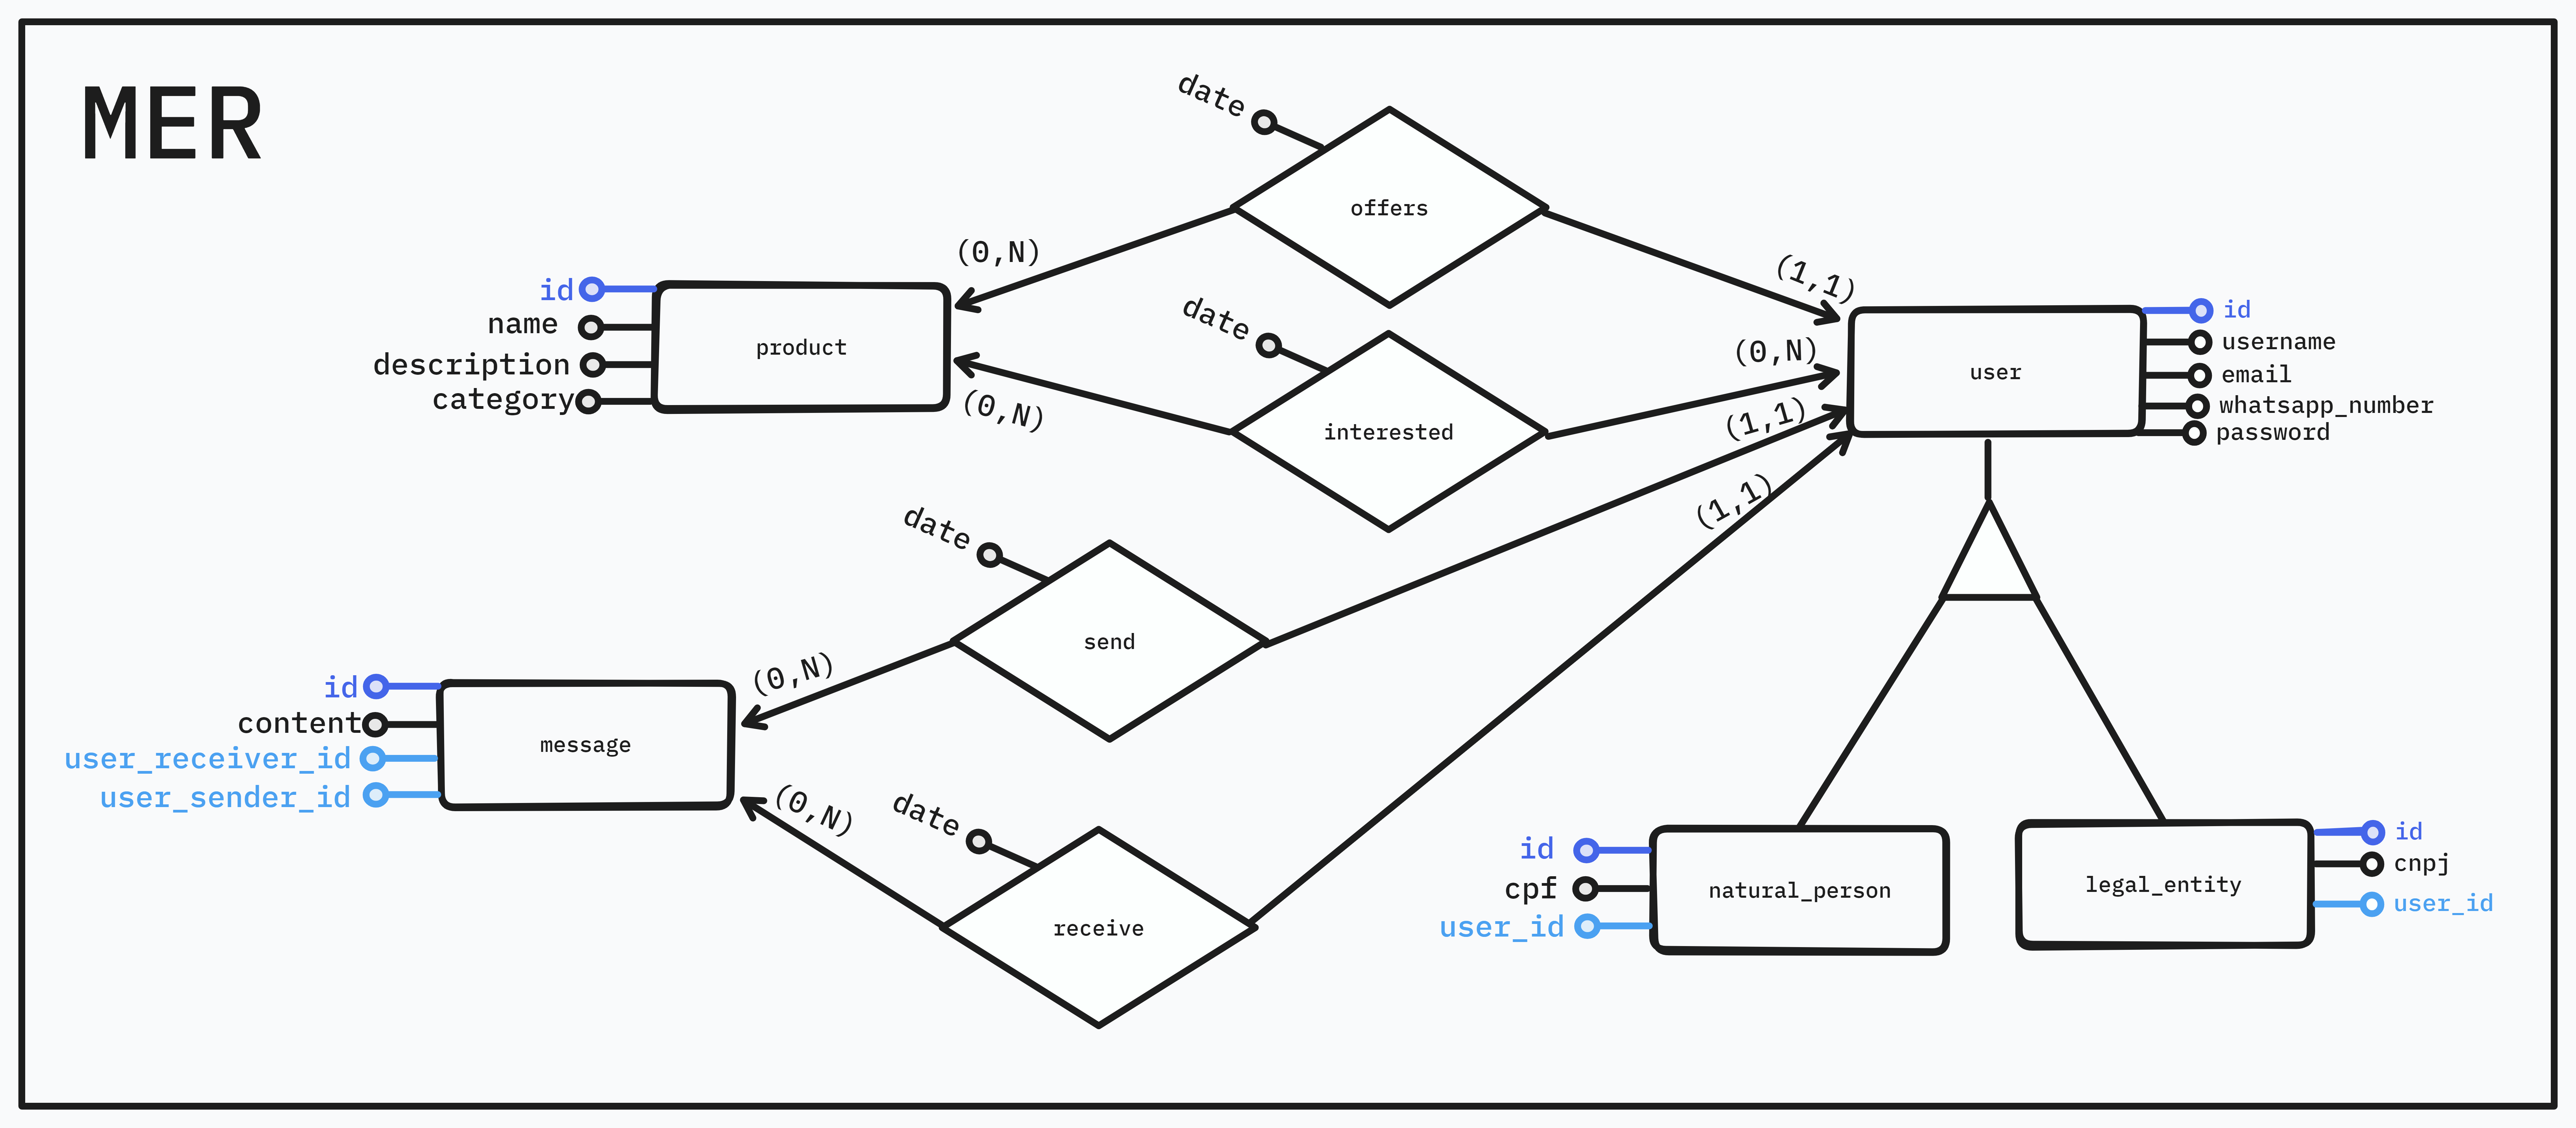 MER
date
offers
(0,N)
(1,1)
id
name
description
category
product
date
interested
(0,N)
(0,N)
user
id
username
email
whatsapp_number
password
(1,1)
(1,1)
date
send
(0,N)
id
content
user_receiver_id
user_sender_id
message
(0,N)
date
receive
id
cpf
user_id
natural_person
legal_entity
id
cnpj
user_id